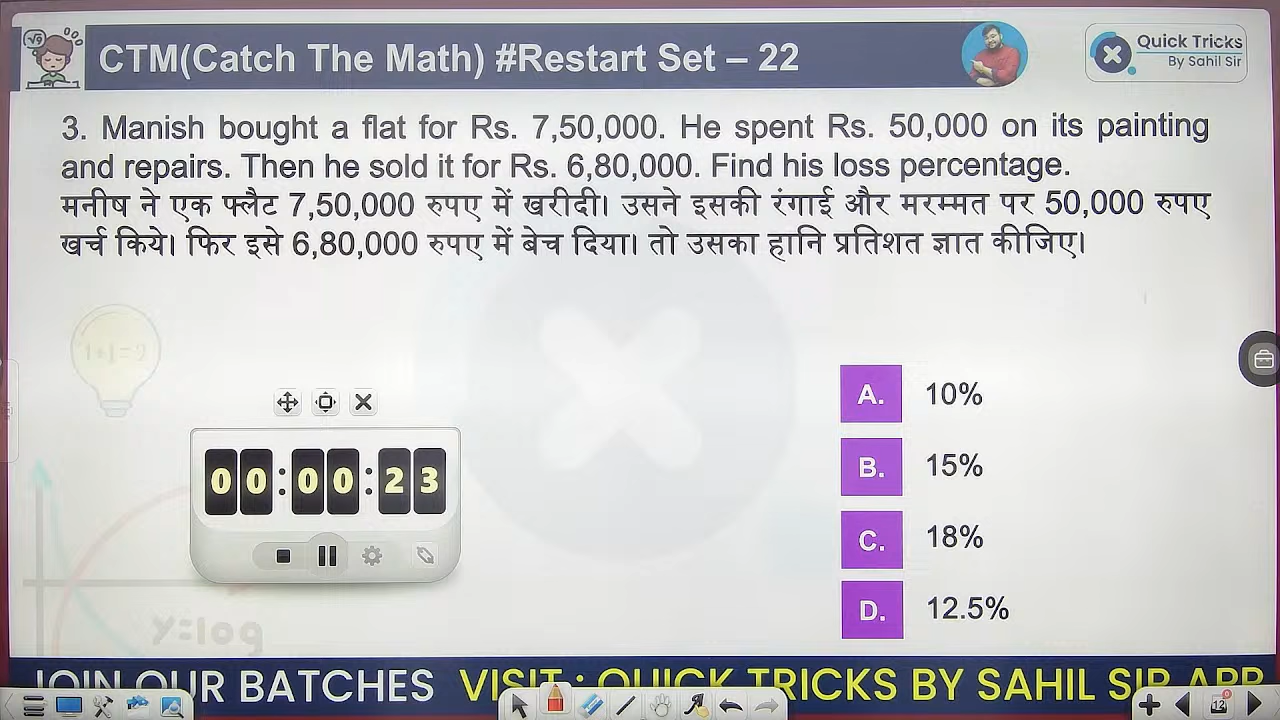 CTM(Catch The Math) #Restart Set – 22
Quick Tricks
By Sahil Sir
3. Manish bought a flat for Rs. 7,50,000. He spent Rs. 50,000 on its painting
and repairs. Then he sold it for Rs. 6,80,000. Find his loss percentage.
मनीष ने एक फ्लैट 7,50,000 रुपए में खरीदी। उसने इसकी रंगाई और मरम्मत पर 50,000 रुपए
खर्च किये। फिर इसे 6,80,000 रुपए में बेच दिया। तो उसका हानि प्रतिशत ज्ञात कीजिए।
A. 10%
B. 15%
C. 18%
D. 12.5%
00:00:23
y=log
JOIN OUR BATCHES VISIT : QUICK TRICKS BY SAHIL SIR APP